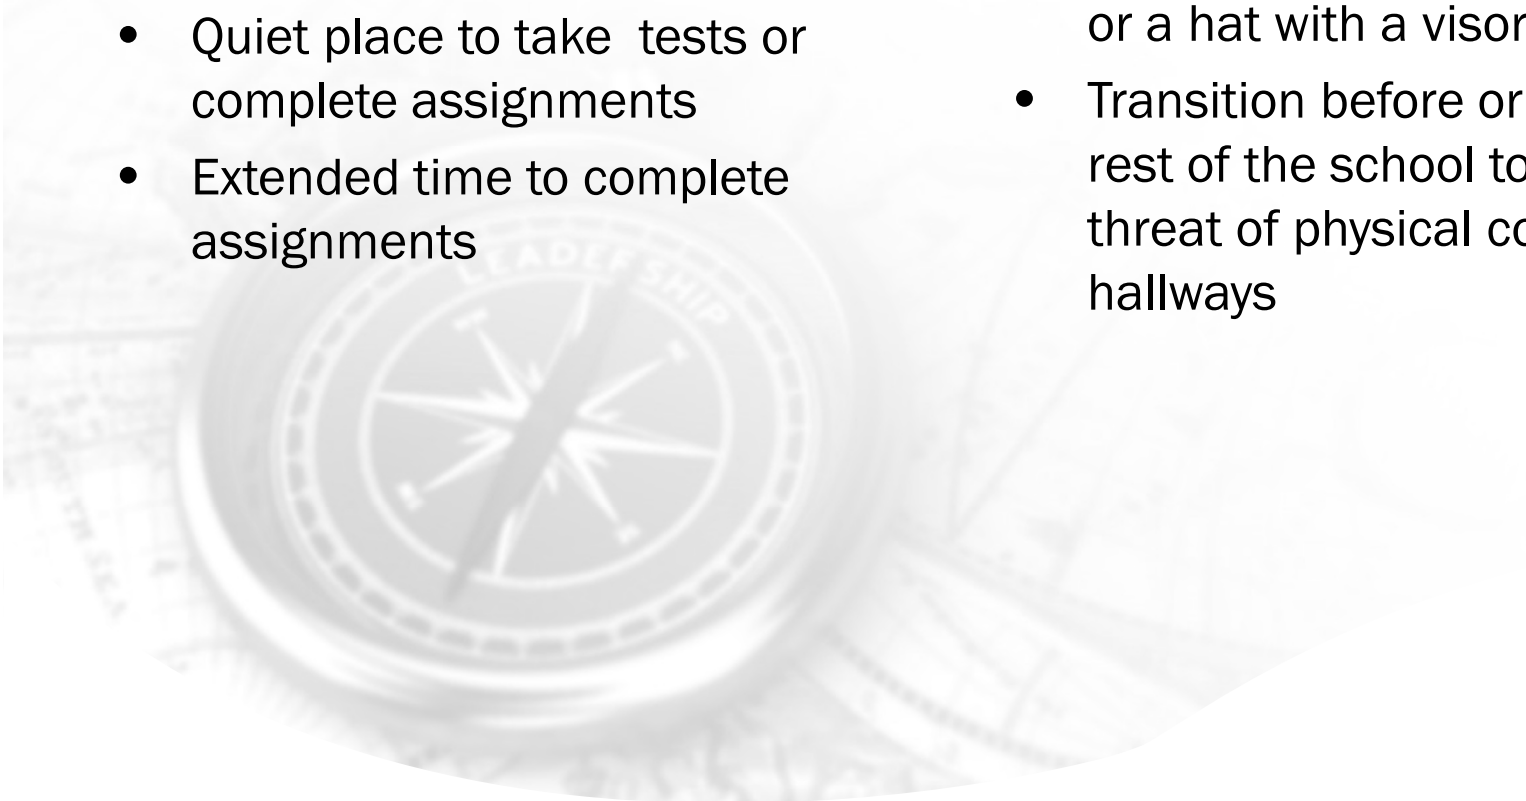 • Quiet place to take  tests or
complete assignments
• Extended time to complete
assignments
or a hat with a visor
• Transition before or
rest of the school to
threat of physical co
hallways
LEADERSHIP